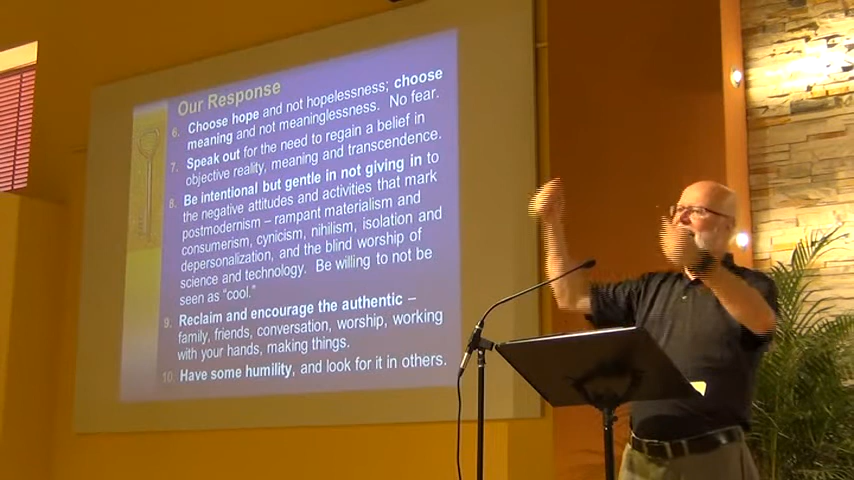 Our Response
6. Choose hope and not hopelessness; choose
meaning and not meaninglessness. No fear.
7. Speak out for the need to regain a belief in
objective reality, meaning and transcendence.
8. Be intentional but gentle in not giving in to
the negative attitudes and activities that mark
postmodernism – rampant materialism and
consumerism, cynicism, nihilism, isolation and
depersonalization, and the blind worship of
science and technology. Be willing to not be
seen as “cool.”
9. Reclaim and encourage the authentic –
family, friends, conversation, worship, working
with your hands, making things.
10. Have some humility, and look for it in others.